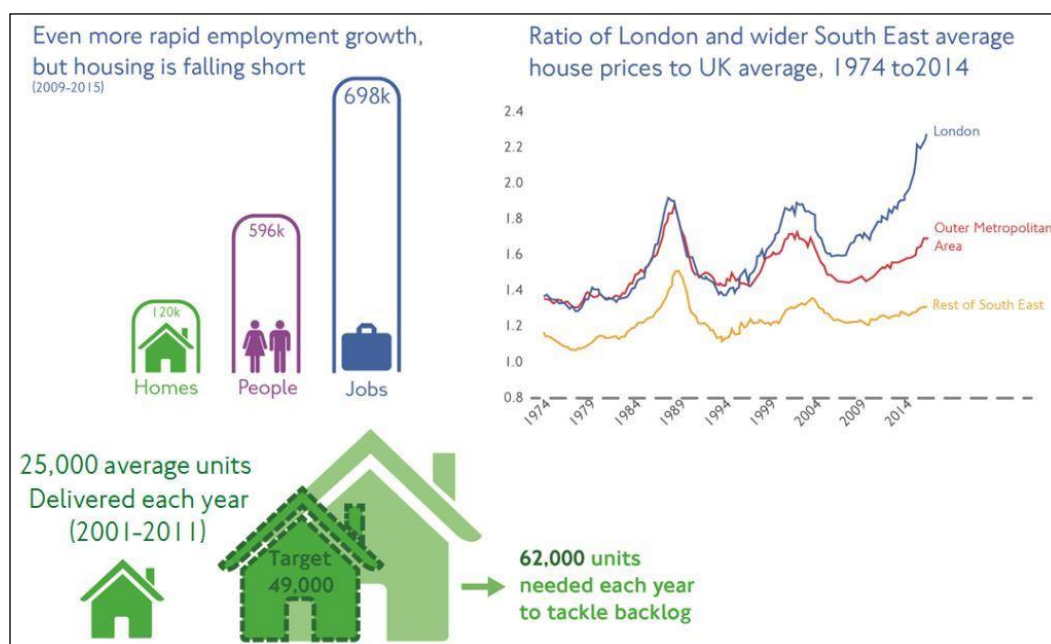 Even more rapid employment growth,
but housing is falling short
(2009-2015)
698k
596k
120k
Homes
People
Jobs
Ratio of London and wider South East average
house prices to UK average, 1974 to2014
2.4
2.2
2.0
1.8
1.6
1.4
1.2
1.0
0.8
London
Outer Metropolitan
Area
Rest of South East
1974
1979
1984
1989
1994
1999
2004
2009
2014
25,000 average units
Delivered each year
(2001-2011)
Target
49,000
62,000 units
needed each year
to tackle backlog